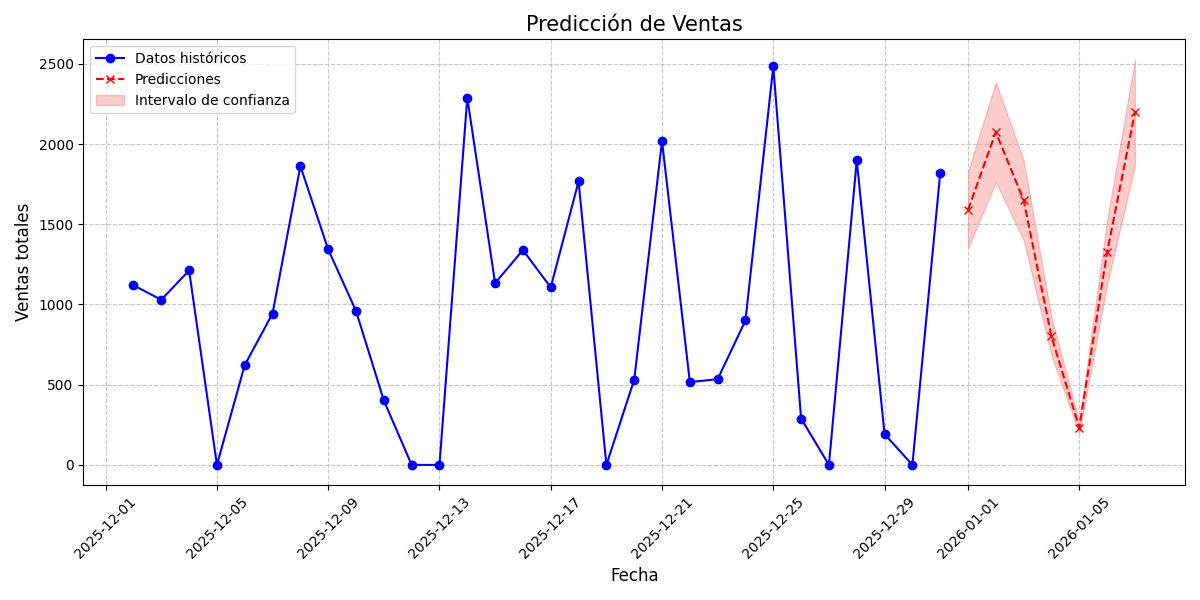 Predicción de Ventas
Datos históricos
Predicciones
Intervalo de confianza
Ventas totales
2500
2000
1500
1000
500
0
2025-12-01
2025-12-05
2025-12-09
2025-12-13
2025-12-17
2025-12-21
2025-12-25
2025-12-29
2026-01-01
2026-01-05
Fecha